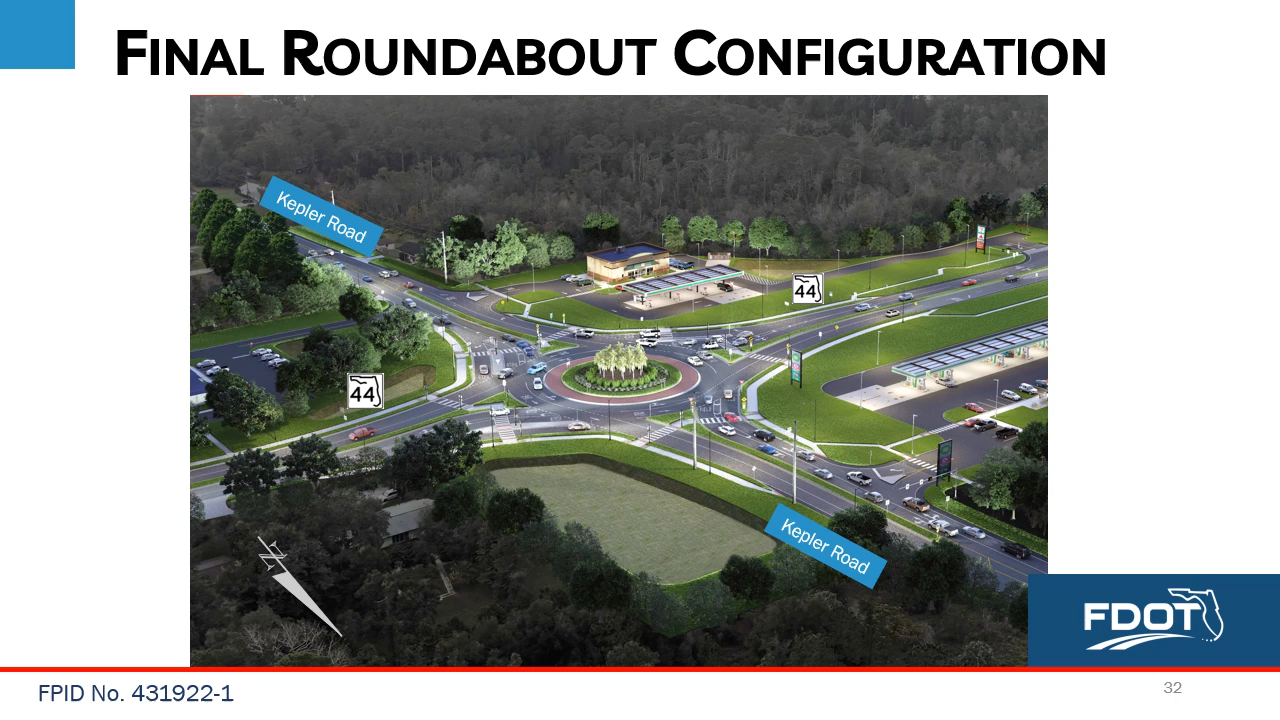 FINAL ROUNDABOUT CONFIGURATION
Kepler Road
44
44
Kepler Road
N
FDOT
FPID No. 431922-1
32